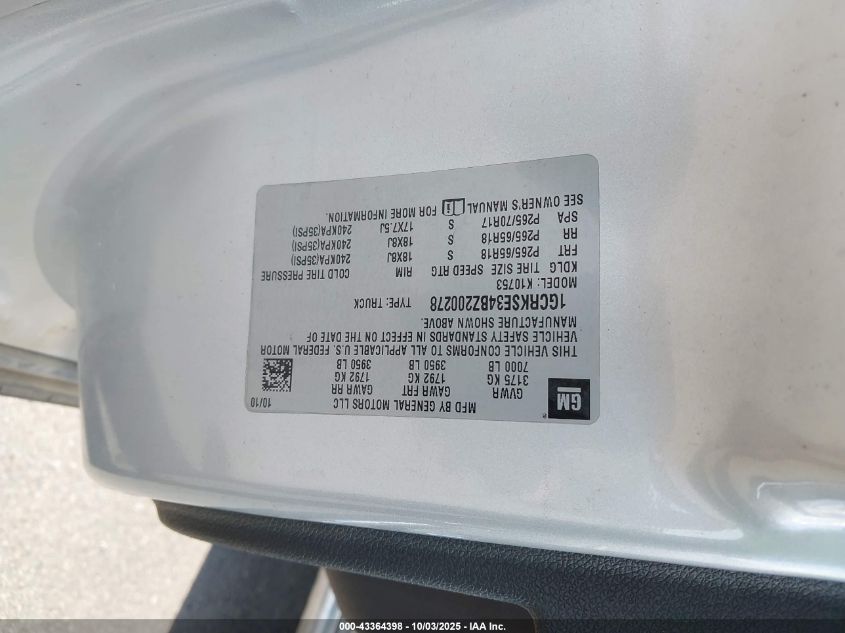 GM
®
MFD BY GENERAL MOTORS LLC 10/10
GVWR GAWR FRT GAWR RR
3175 KG 1792 KG 1792 KG
7000 LB 3950 LB 3950 LB
THIS VEHICLE CONFORMS TO ALL APPLICABLE U.S. FEDERAL MOTOR
VEHICLE SAFETY STANDARDS IN EFFECT ON THE DATE OF
MANUFACTURE SHOWN ABOVE.
1GCRKSE34BZ200278 TYPE: TRUCK
MODEL: K10753
KDLG TIRE SIZE SPEED RTG RIM COLD TIRE PRESSURE
FRT P265/65R18 S 18X8J 240KPA(35PSI)
RR P265/65R18 S 18X8J 240KPA(35PSI)
SPA P265/70R17 S 17X7.5J 240KPA(35PSI)
SEE OWNER'S MANUAL i FOR MORE INFORMATION.
000-43364398 - 10/03/2025 - IAA Inc.